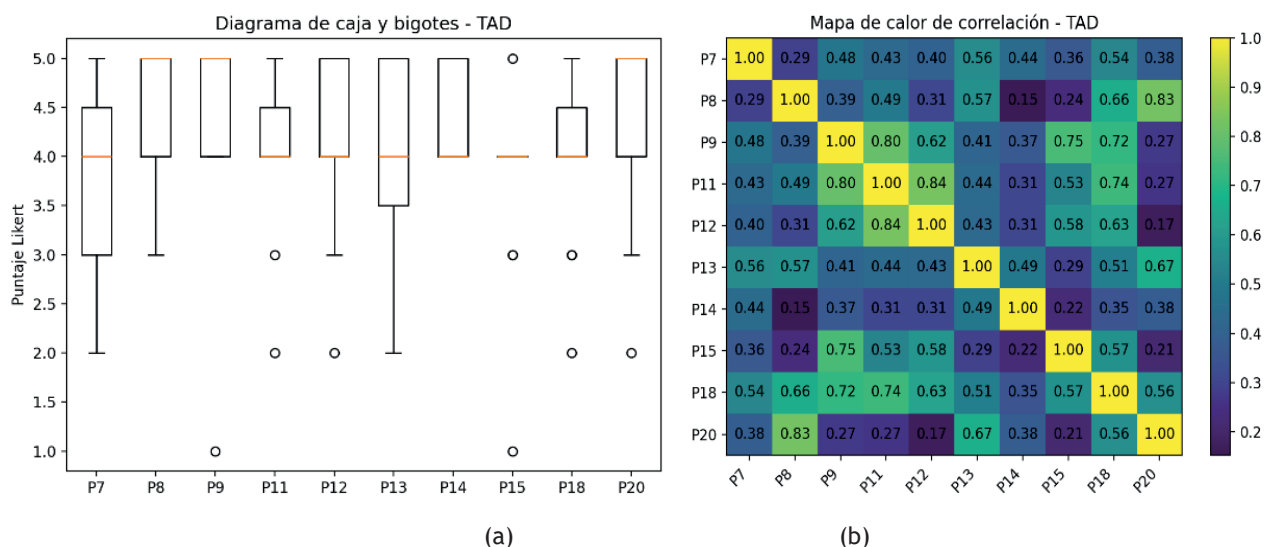 Diagrama de caja y bigotes - TAD
Puntaje Likert
5.0
4.5
4.0
3.5
3.0
2.5
2.0
1.5
1.0
P7 P8 P9 P11 P12 P13 P14 P15 P18 P20
(a)
Mapa de calor de correlación - TAD
P7 1.00 0.29 0.48 0.43 0.40 0.56 0.44 0.36 0.54 0.38
P8 0.29 1.00 0.39 0.49 0.31 0.57 0.15 0.24 0.66 0.83
P9 0.48 0.39 1.00 0.80 0.62 0.41 0.37 0.75 0.72 0.27
P11 0.43 0.49 0.80 1.00 0.84 0.44 0.31 0.53 0.74 0.27
P12 0.40 0.31 0.62 0.84 1.00 0.43 0.31 0.58 0.63 0.17
P13 0.56 0.57 0.41 0.44 0.43 1.00 0.49 0.29 0.51 0.67
P14 0.44 0.15 0.37 0.31 0.31 0.49 1.00 0.22 0.35 0.38
P15 0.36 0.24 0.75 0.53 0.58 0.29 0.22 1.00 0.57 0.21
P18 0.54 0.66 0.72 0.74 0.63 0.51 0.35 0.57 1.00 0.56
P20 0.38 0.83 0.27 0.27 0.17 0.67 0.38 0.21 0.56 1.00
P7 P8 P9 P11 P12 P13 P14 P15 P18 P20
1.0
0.9
0.8
0.7
0.6
0.5
0.4
0.3
0.2
(b)